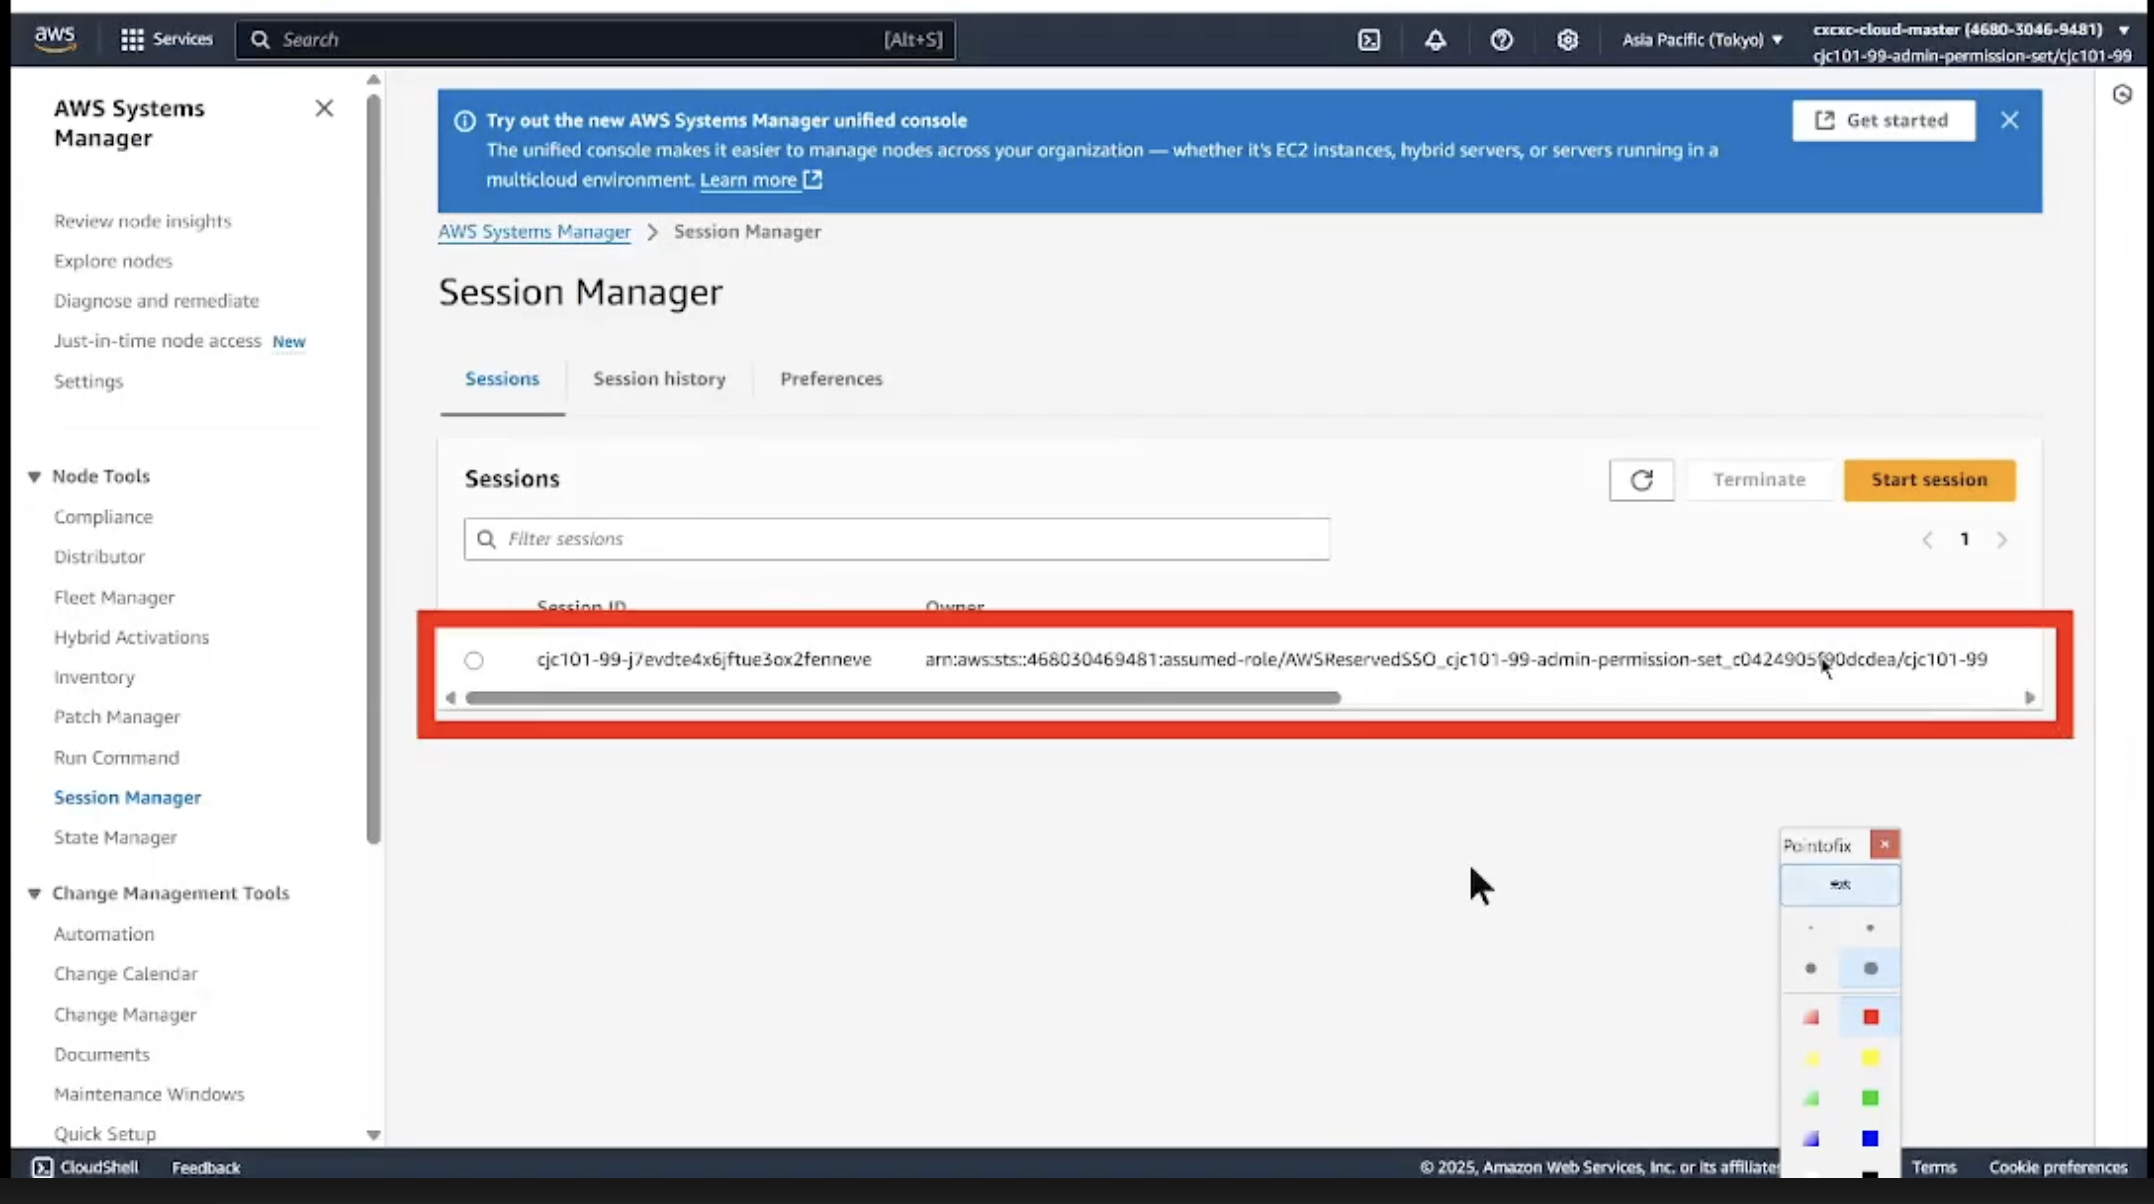 aws
Services
Search
[Alt+S]
Asia Pacific (Tokyo)
cxcxc-cloud-master (4680-3046-9481)
cjc101-99-admin-permission-set/cjc101-99
AWS Systems
Manager
Review node insights
Explore nodes
Diagnose and remediate
Just-in-time node access New
Settings
Node Tools
Compliance
Distributor
Fleet Manager
Hybrid Activations
Inventory
Patch Manager
Run Command
Session Manager
State Manager
Change Management Tools
Automation
Change Calendar
Change Manager
Documents
Maintenance Windows
Quick Setup
Try out the new AWS Systems Manager unified console
The unified console makes it easier to manage nodes across your organization — whether it's EC2 instances, hybrid servers, or servers running in a
multicloud environment. Learn more
Get started
AWS Systems Manager > Session Manager
Session Manager
Sessions
Session history
Preferences
Sessions
Terminate
Start session
Filter sessions
1
Session ID
Owner
cjc101-99-j7evdte4x6jftue3ox2fenneve
arn:aws:sts::468030469481:assumed-role/AWSReservedSSO_cjc101-99-admin-permission-set_c0424905f90dcdea/cjc101-99
Pointofix
CloudShell
Feedback
© 2025, Amazon Web Services, Inc. or its affiliates
Terms
Cookie preferences